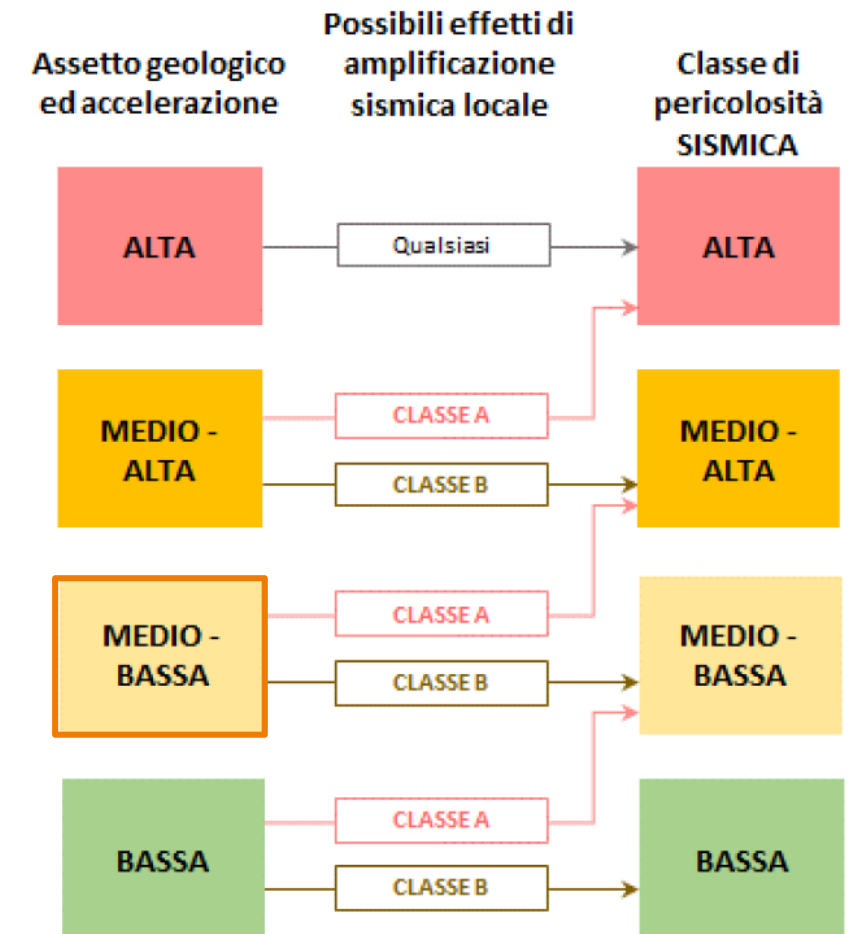 Assetto geologico
ed accelerazione
Possibili effetti di
amplificazione
sismica locale
Classe di
pericolosità
SISMICA
ALTA
Qualsiasi
ALTA
MEDIO -
ALTA
CLASSE A
CLASSE B
MEDIO -
ALTA
MEDIO -
BASSA
CLASSE A
CLASSE B
MEDIO -
BASSA
BASSA
CLASSE A
CLASSE B
BASSA